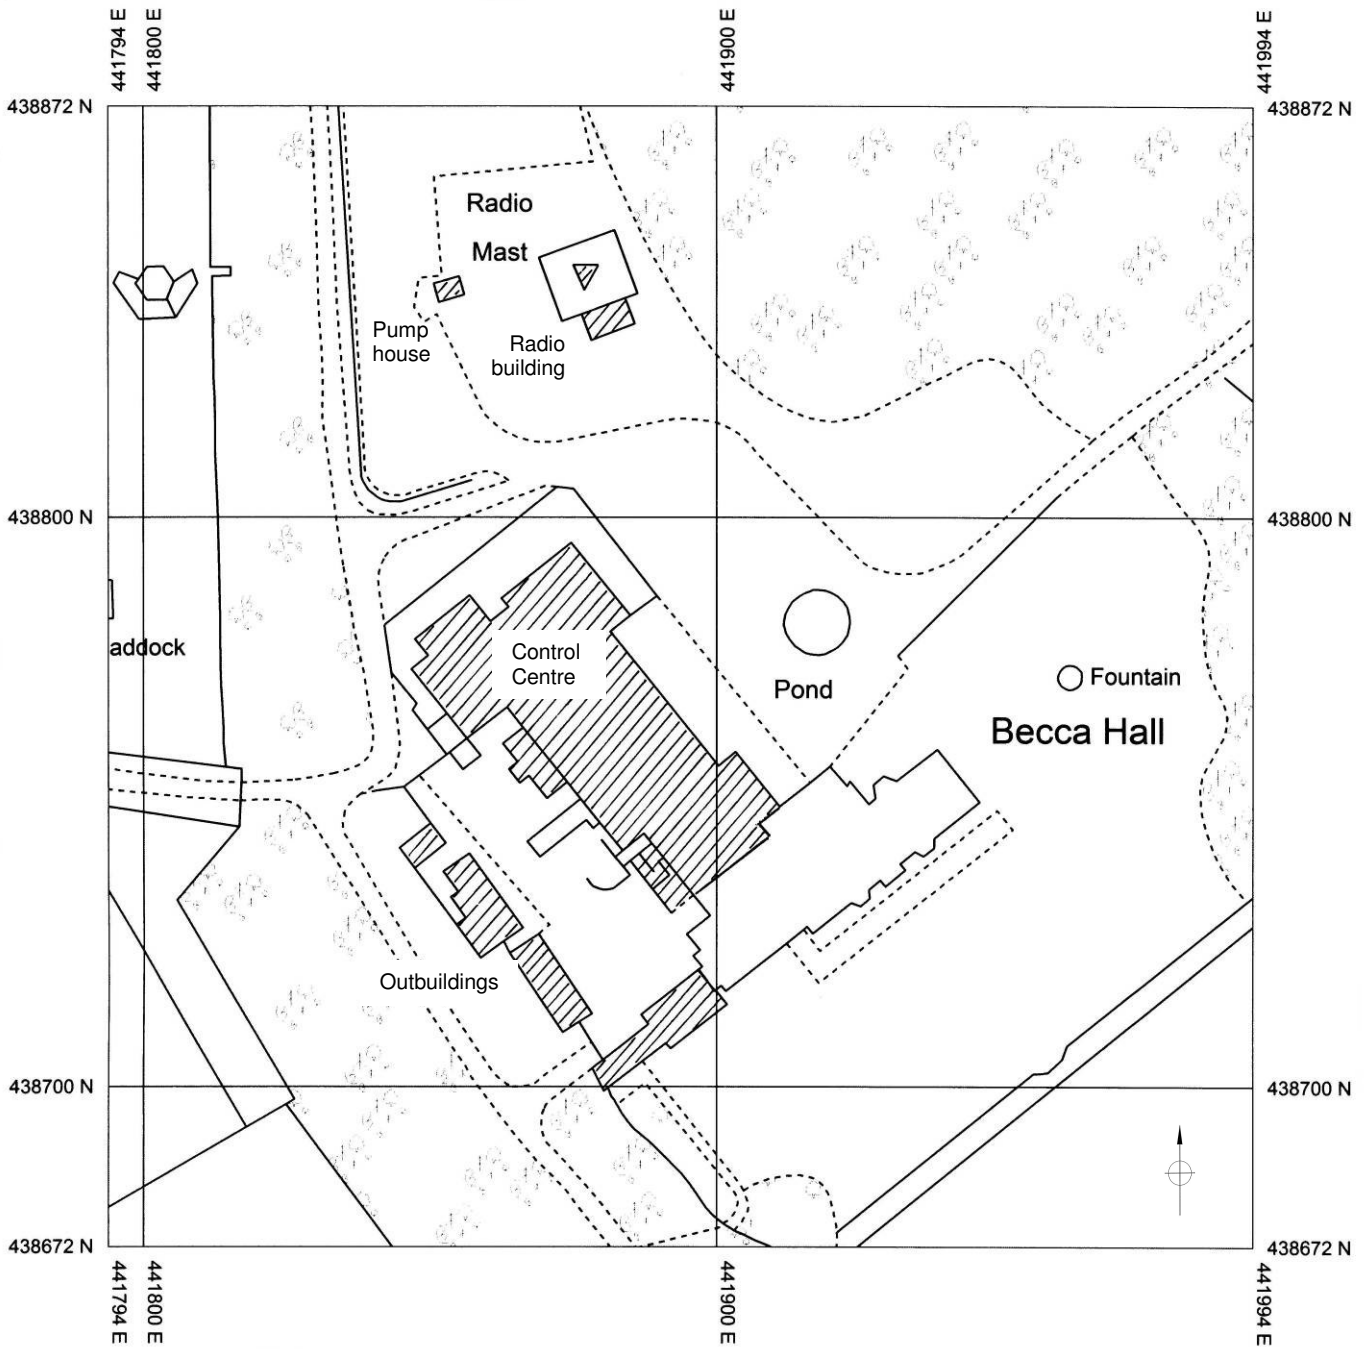 441794 E
441800 E
441900 E
441994 E
438872 N
438872 N
Radio
Mast
Pump
house
Radio
building
438800 N
438800 N
addock
Control
Centre
Pond
Fountain
Becca Hall
Outbuildings
438700 N
438700 N
438672 N
438672 N
441794 E
441800 E
441900 E
441994 E